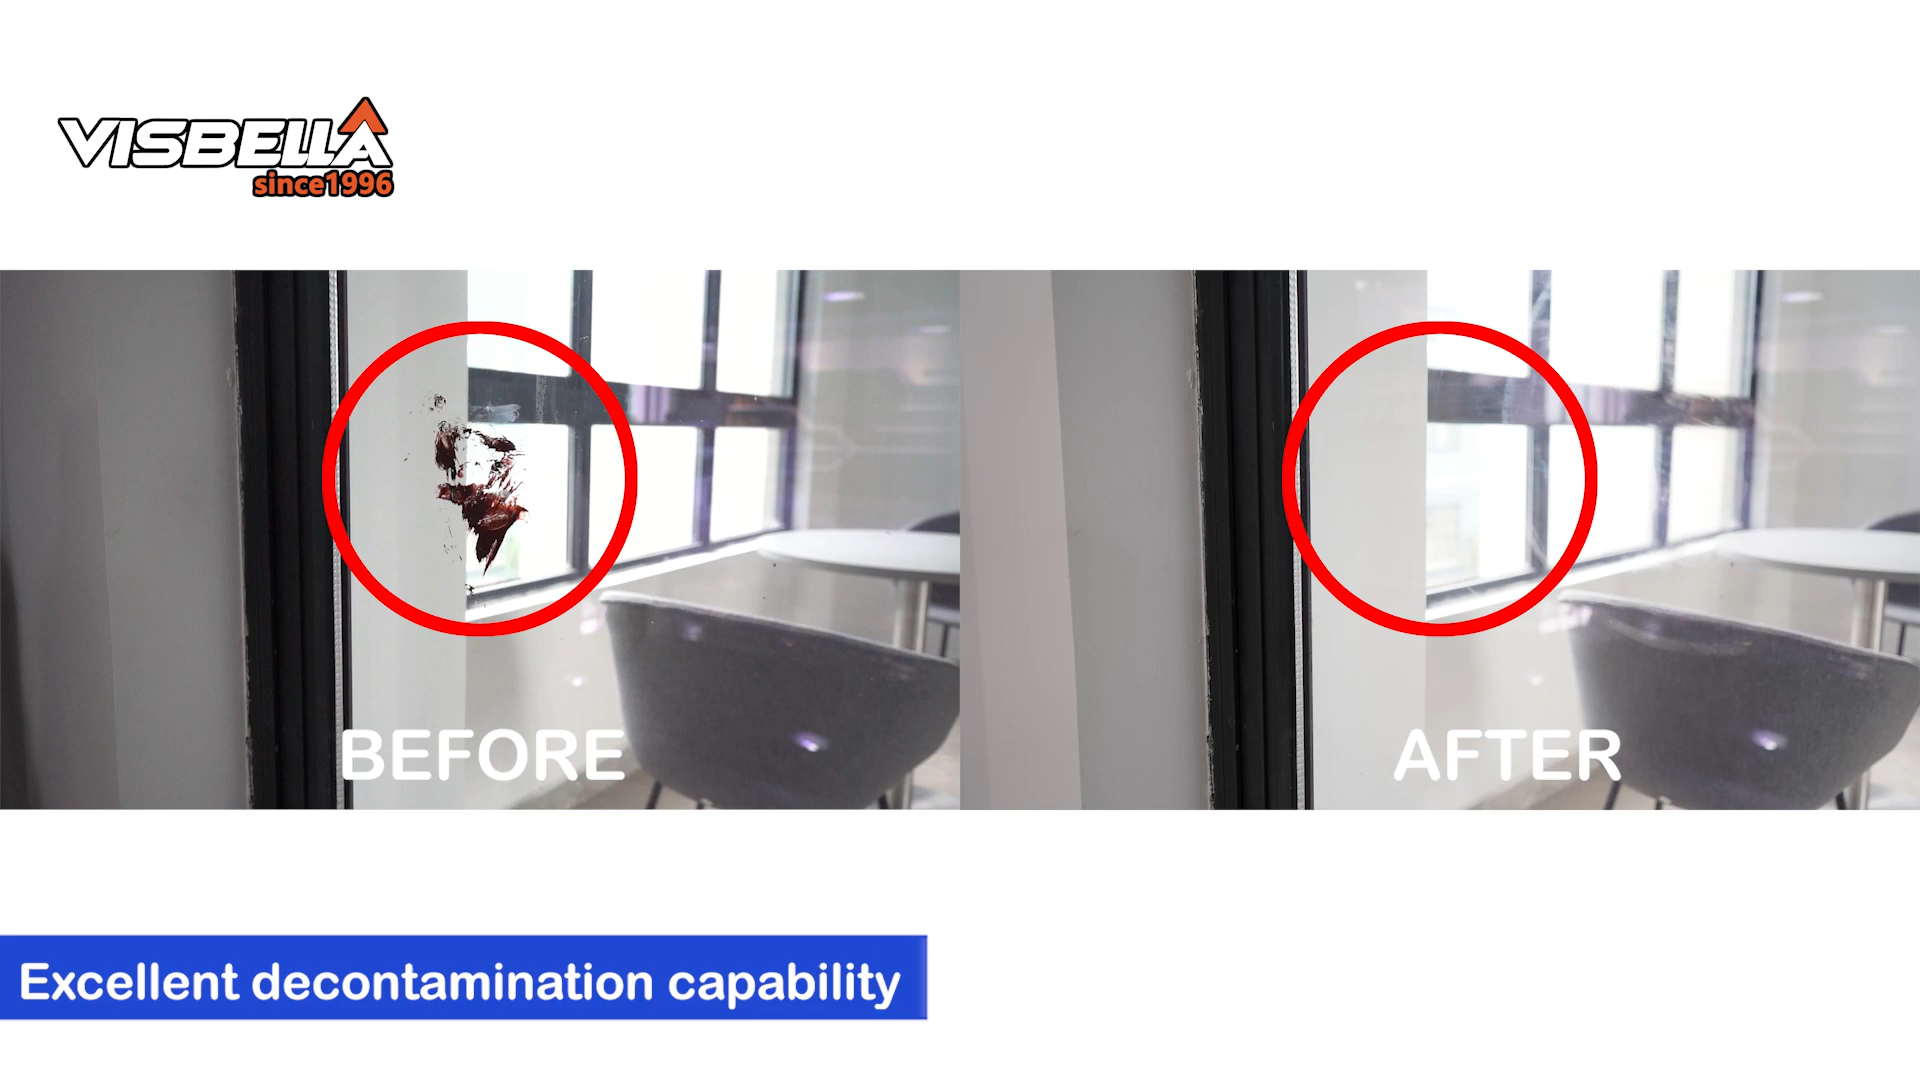 VISBELLA
since1996
BEFORE
AFTER
Excellent decontamination capability